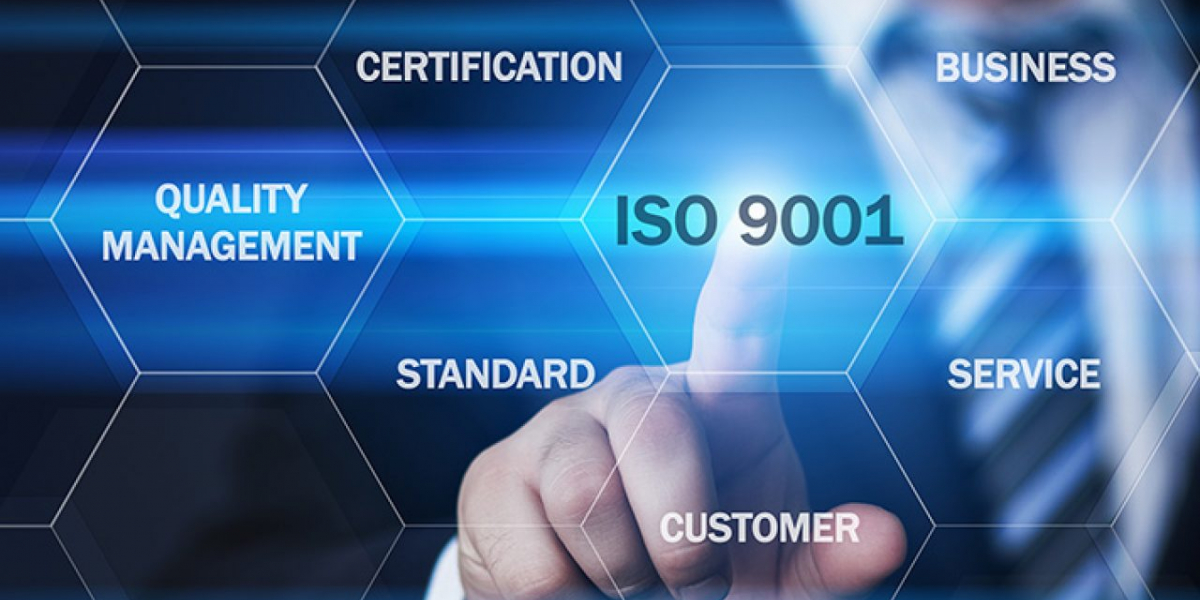 CERTIFICATION
BUSINESS
QUALITY
MANAGEMENT
ISO 9001
STANDARD
SERVICE
CUSTOMER